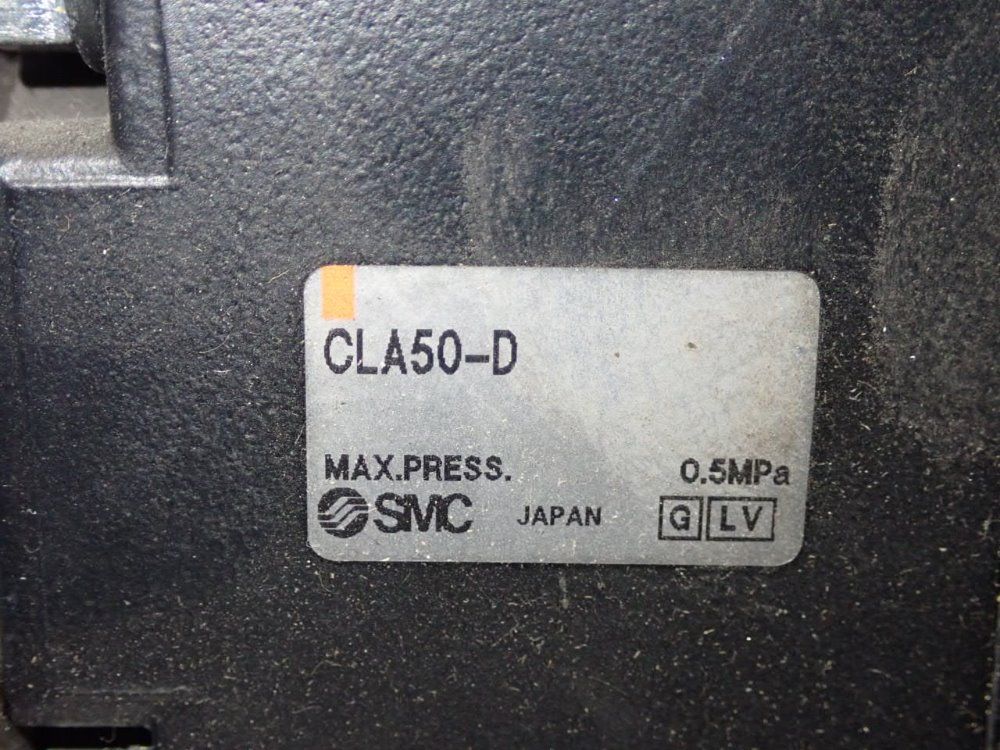 CLA50-D
MAX.PRESS. 0.5MPa
SMC JAPAN G LV